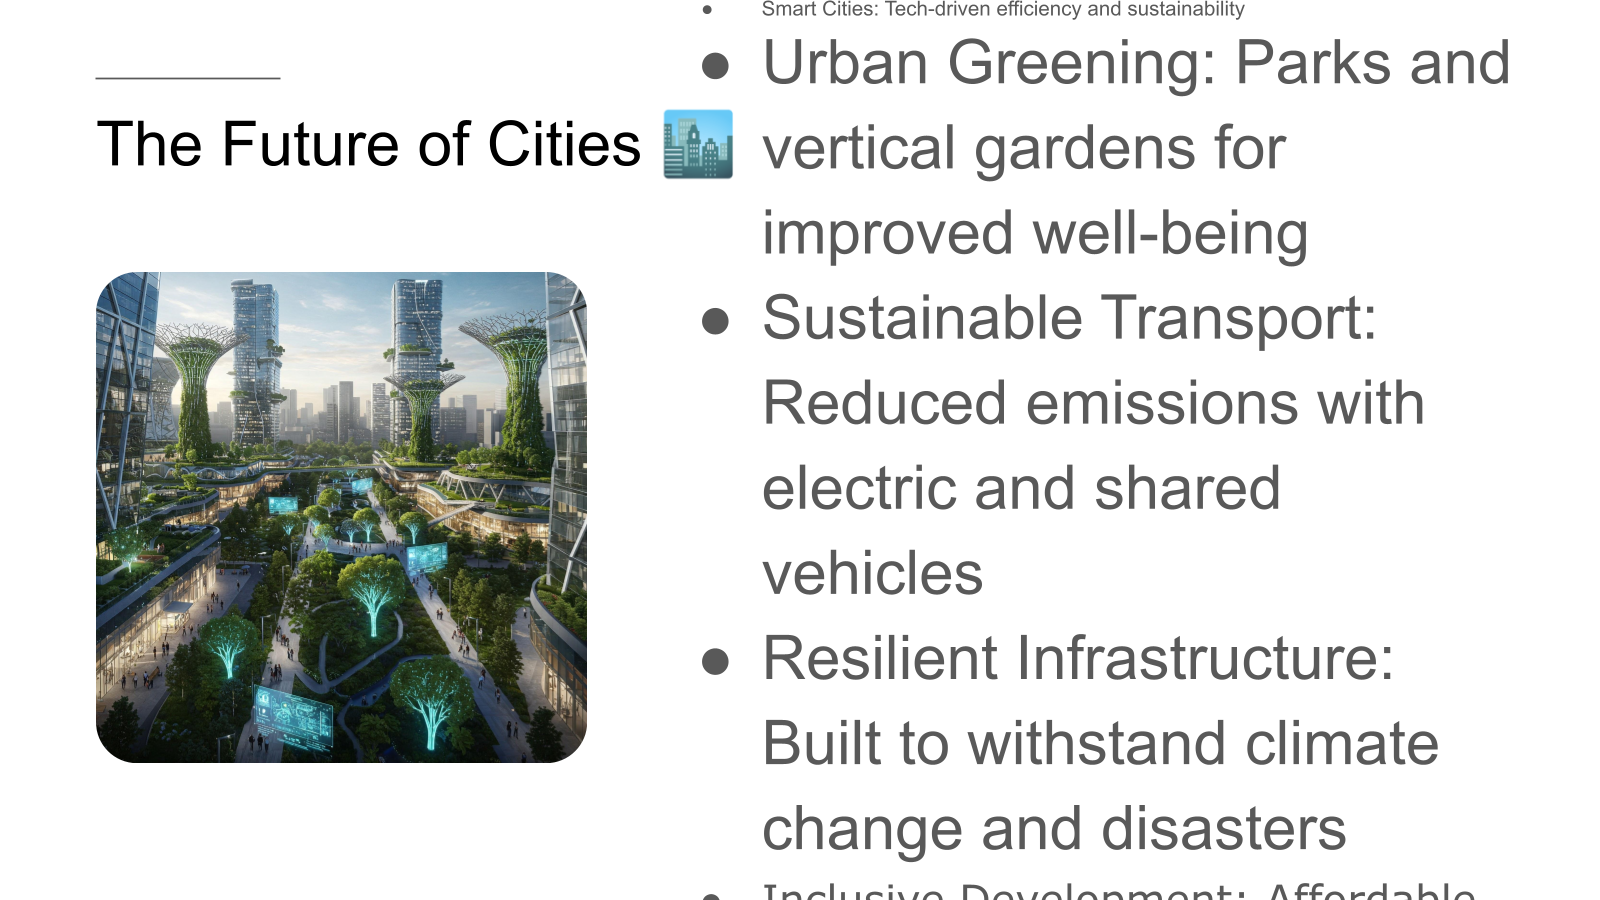 The Future of Cities 🏙️
Smart Cities: Tech-driven efficiency and sustainability
Urban Greening: Parks and
vertical gardens for
improved well-being
Sustainable Transport:
Reduced emissions with
electric and shared
vehicles
Resilient Infrastructure:
Built to withstand climate
change and disasters
Inclusive Development: Affordable